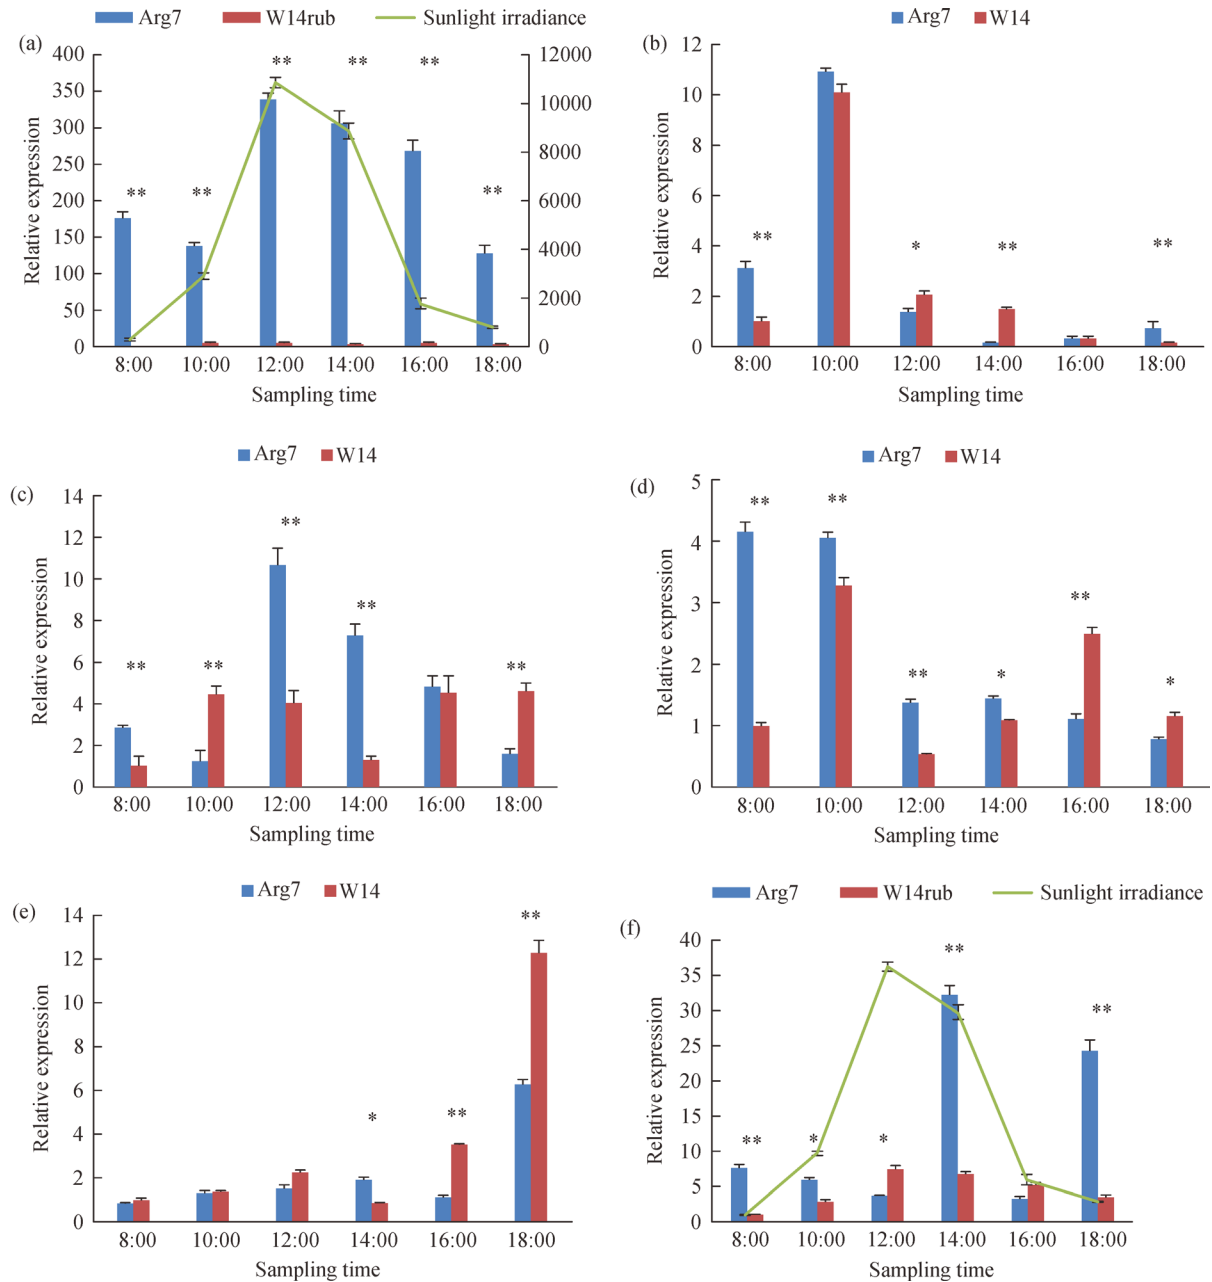 Arg7 W14rub Sunlight irradiance
(a)
400 12000
350 10000
300
250 8000
200 6000
150 4000
100
50 2000
0 0
Relative expression
** ** ** ** ** **
8:00 10:00 12:00 14:00 16:00 18:00
Sampling time
Arg7 W14
(b)
12
10
8
6
4
2
0
Relative expression
** * ** **
8:00 10:00 12:00 14:00 16:00 18:00
Sampling time
Arg7 W14
(c)
14
12
10
8
6
4
2
0
Relative expression
** ** ** ** **
8:00 10:00 12:00 14:00 16:00 18:00
Sampling time
Arg7 W14
(d)
5
4
3
2
1
0
Relative expression
** ** ** * ** *
8:00 10:00 12:00 14:00 16:00 18:00
Sampling time
Arg7 W14
(e)
14
12
10
8
6
4
2
0
Relative expression
* ** **
8:00 10:00 12:00 14:00 16:00 18:00
Sampling time
Arg7 W14rub Sunlight irradiance
(f)
40
35
30
25
20
15
10
5
0
Relative expression
** * * ** **
8:00 10:00 12:00 14:00 16:00 18:00
Sampling time